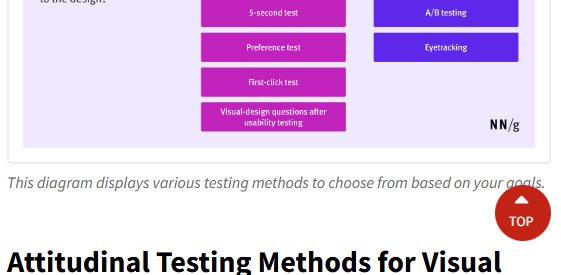 to the design?
5-second test
A/B testing
Preference test
Eyetracking
First-click test
Visual-design questions after
usability testing
NN/g
This diagram displays various testing methods to choose from based on your goals.
TOP
Attitudinal Testing Methods for Visual